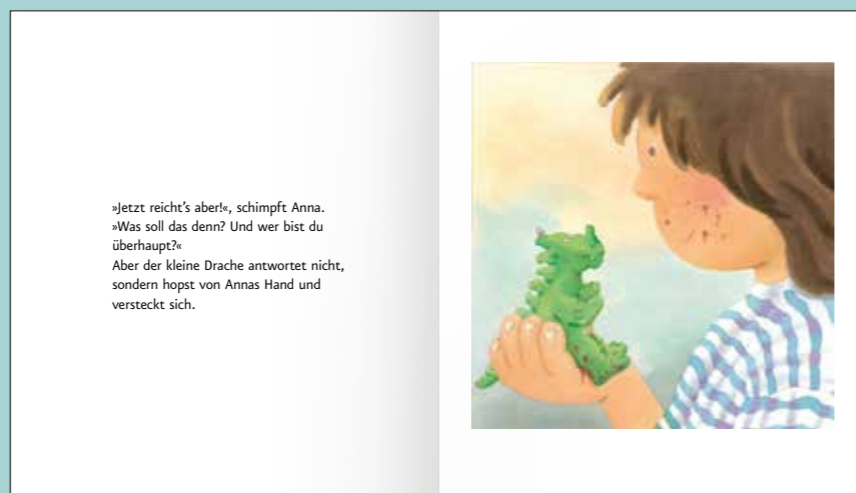 »Jetzt reicht's aber!«, schimpft Anna.
»Was soll das denn? Und wer bist du
überhaupt?«
Aber der kleine Drache antwortet nicht,
sondern hopst von Annas Hand und
versteckt sich.